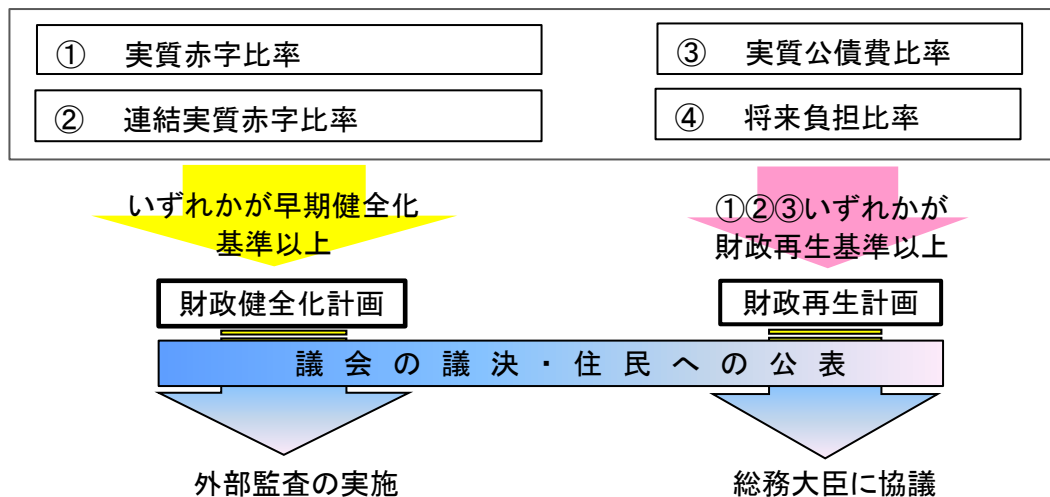 ① 実質赤字比率
② 連結実質赤字比率
③ 実質公債費比率
④ 将来負担比率
いずれかが早期健全化
基準以上
①②③いずれかが
財政再生基準以上
財政健全化計画
財政再生計画
議会の議決・住民への公表
外部監査の実施
総務大臣に協議